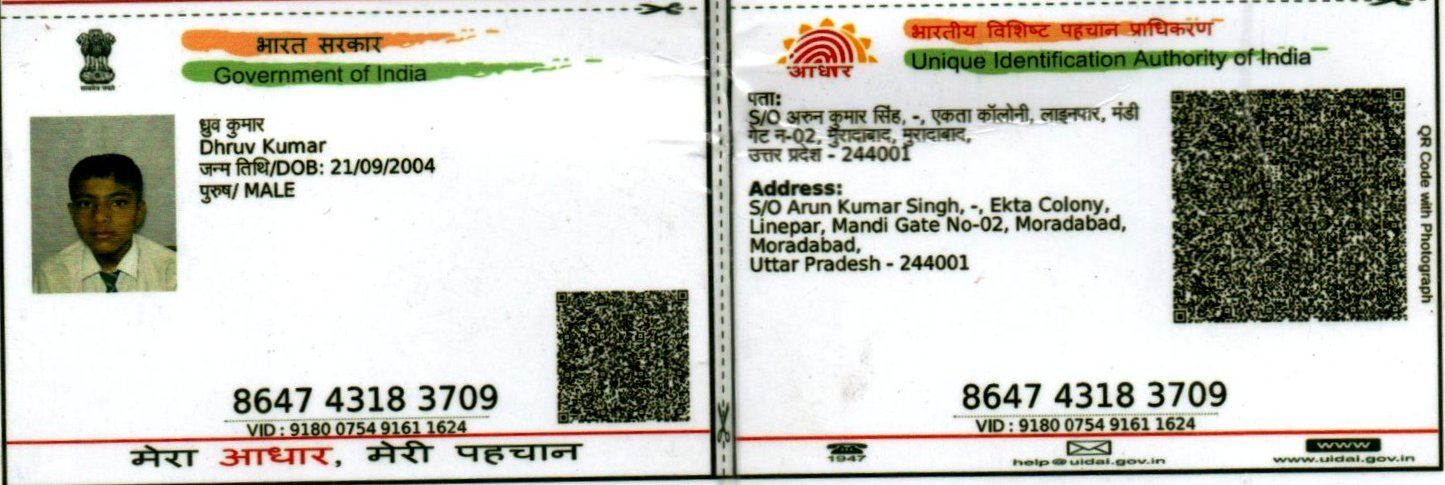 भारत सरकार
Government of India
सत्यमेव जयते
ध्रुव कुमार
Dhruv Kumar
जन्म तिथि/DOB: 21/09/2004
पुरुष/ MALE
8647 4318 3709
VID : 9180 0754 9161 1624
मेरा आधार, मेरी पहचान
भारतीय विशिष्ट पहचान प्राधिकरण
Unique Identification Authority of India
आधार
पता:
S/O अरुन कुमार सिंह, -, एकता कॉलोनी, लाइनपार, मंडी
गेट न-02, मुरादाबाद, मुरादाबाद,
उत्तर प्रदेश - 244001
Address:
S/O Arun Kumar Singh, -, Ekta Colony,
Linepar, Mandi Gate No-02, Moradabad,
Moradabad,
Uttar Pradesh - 244001
QR Code with Photograph
8647 4318 3709
VID : 9180 0754 9161 1624
1947
help@uidai.gov.in
www
www.uidai.gov.in